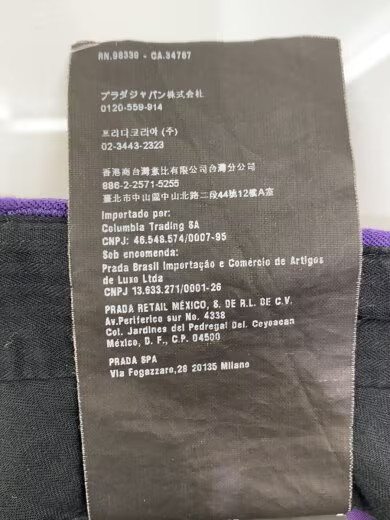 RN.98339 - CA.34787
プラダジャパン株式会社
0120-559-914
프라다코리아 (주)
02-3443-2323
香港商台灣意比有限公司台灣分公司
886-2-2571-5255
臺北市中山區中山北路二段44號12樓A室
Importado por:
Columbia Trading SA
CNPJ: 46.548.574/0007-95
Sob encomenda:
Prada Brasil Importação e Comércio de Artigos
de Luxo Ltda
CNPJ 13.633.271/0001-26
PRADA RETAIL MÉXICO, S. DE R.L. DE C.V.
Av.Periferico sur No. 4338
Col. Jardines del Pedregal Del. Coyoacan
México, D. F., C.P. 04500
PRADA SPA
Via Fogazzaro,28 20135 Milano